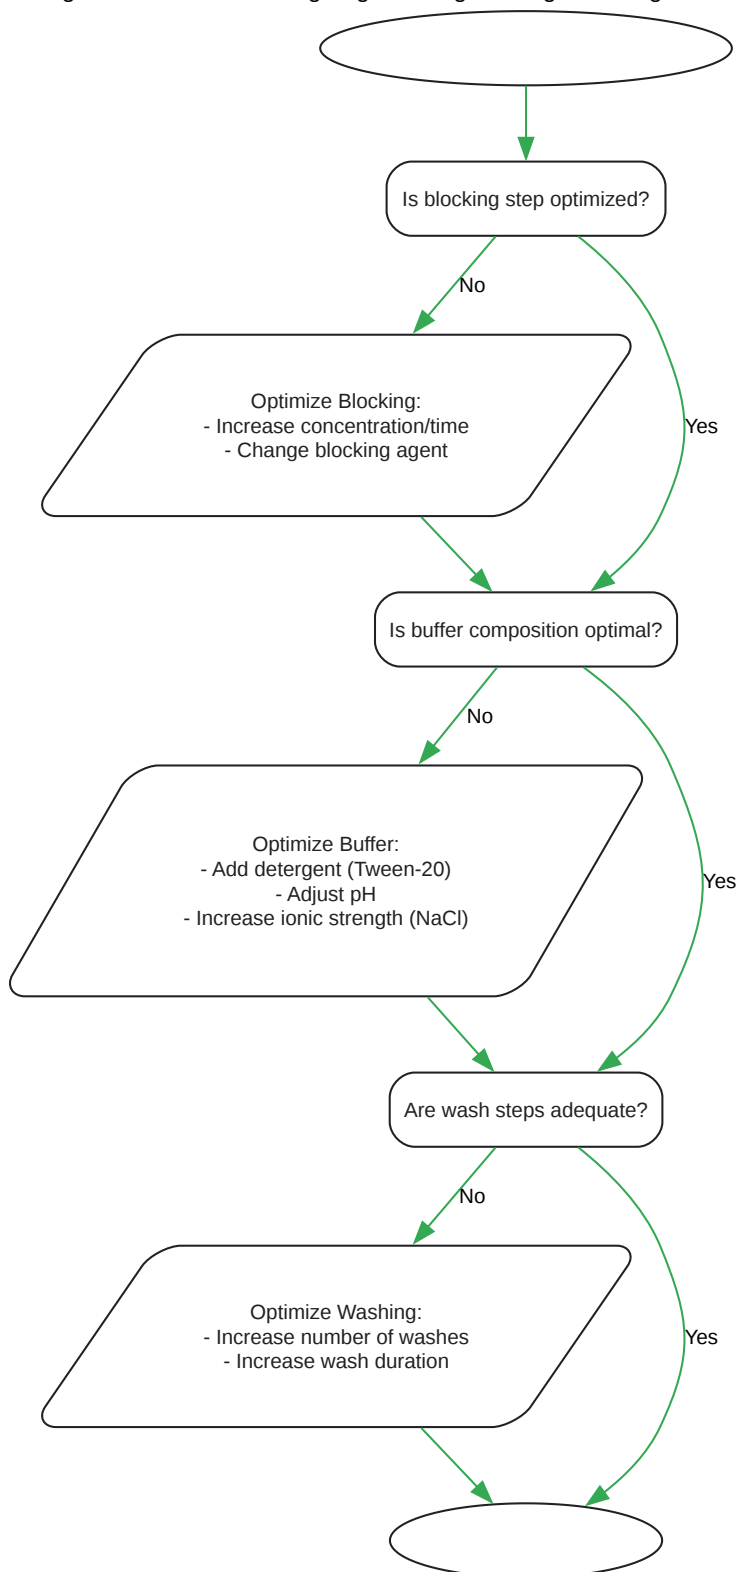 Is blocking step optimized?
No
Optimize Blocking:
- Increase concentration/time
- Change blocking agent
Yes
Is buffer composition optimal?
No
Optimize Buffer:
- Add detergent (Tween-20)
- Adjust pH
- Increase ionic strength (NaCl)
Yes
Are wash steps adequate?
No
Optimize Washing:
- Increase number of washes
- Increase wash duration
Yes